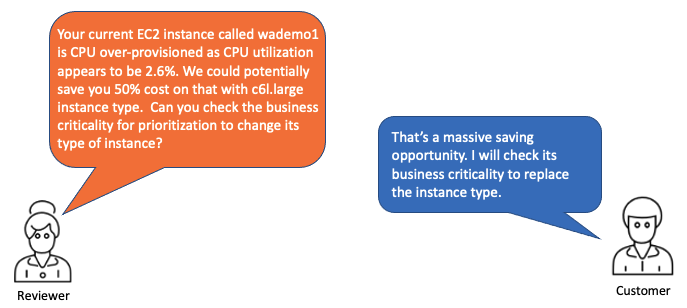 Your current EC2 instance called wademo1
is CPU over-provisioned as CPU utilization
appears to be 2.6%. We could potentially
save you 50% cost on that with c6l.large
instance type.  Can you check the business
criticality for prioritization to change its
type of instance?
That’s a massive saving
opportunity. I will check its
business criticality to replace
the instance type.
Reviewer
Customer